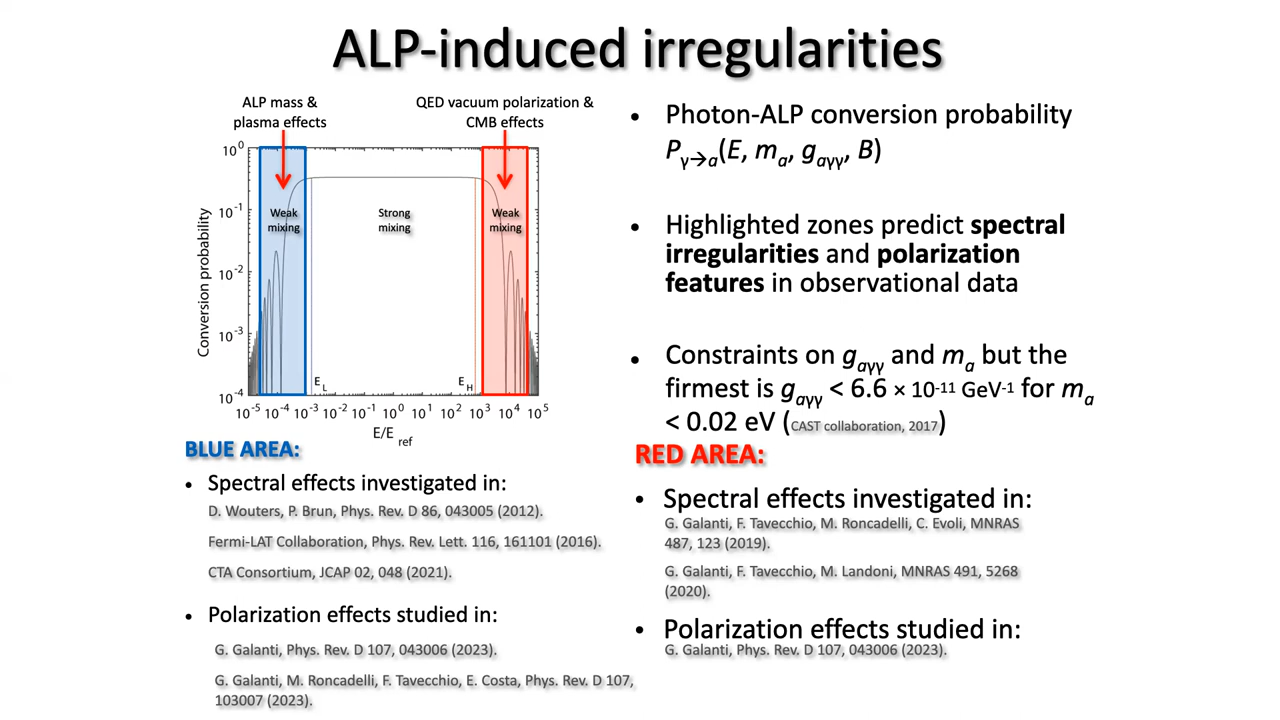 ALP-induced irregularities
ALP mass &
plasma effects
QED vacuum polarization &
CMB effects
10⁰
10⁻¹
10⁻²
10⁻³
10⁻⁴
Conversion probability
Weak
mixing
Strong
mixing
Weak
mixing
E_L
E_H
10⁻⁵ 10⁻⁴ 10⁻³ 10⁻² 10⁻¹ 10⁰ 10¹ 10² 10³ 10⁴ 10⁵
E/E_ref
• Photon-ALP conversion probability
P_γ→a(E, m_a, g_aγγ, B)
• Highlighted zones predict spectral
irregularities and polarization
features in observational data
• Constraints on g_aγγ and m_a but the
firmest is g_aγγ < 6.6 × 10⁻¹¹ GeV⁻¹ for m_a
< 0.02 eV (CAST collaboration, 2017)
BLUE AREA:
• Spectral effects investigated in:
D. Wouters, P. Brun, Phys. Rev. D 86, 043005 (2012).
Fermi-LAT Collaboration, Phys. Rev. Lett. 116, 161101 (2016).
CTA Consortium, JCAP 02, 048 (2021).
• Polarization effects studied in:
G. Galanti, Phys. Rev. D 107, 043006 (2023).
G. Galanti, M. Roncadelli, F. Tavecchio, E. Costa, Phys. Rev. D 107,
103007 (2023).
RED AREA:
• Spectral effects investigated in:
G. Galanti, F. Tavecchio, M. Roncadelli, C. Evoli, MNRAS
487, 123 (2019).
G. Galanti, F. Tavecchio, M. Landoni, MNRAS 491, 5268
(2020).
• Polarization effects studied in:
G. Galanti, Phys. Rev. D 107, 043006 (2023).